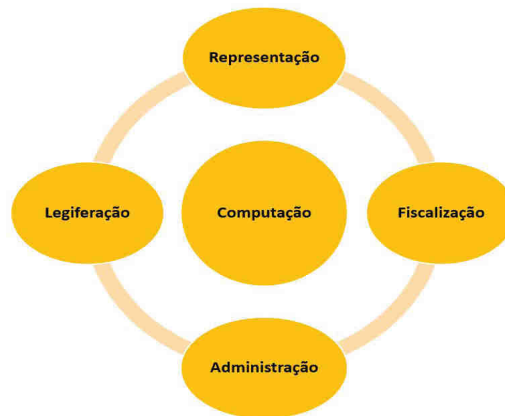 Representação
Legiferação
Computação
Fiscalização
Administração